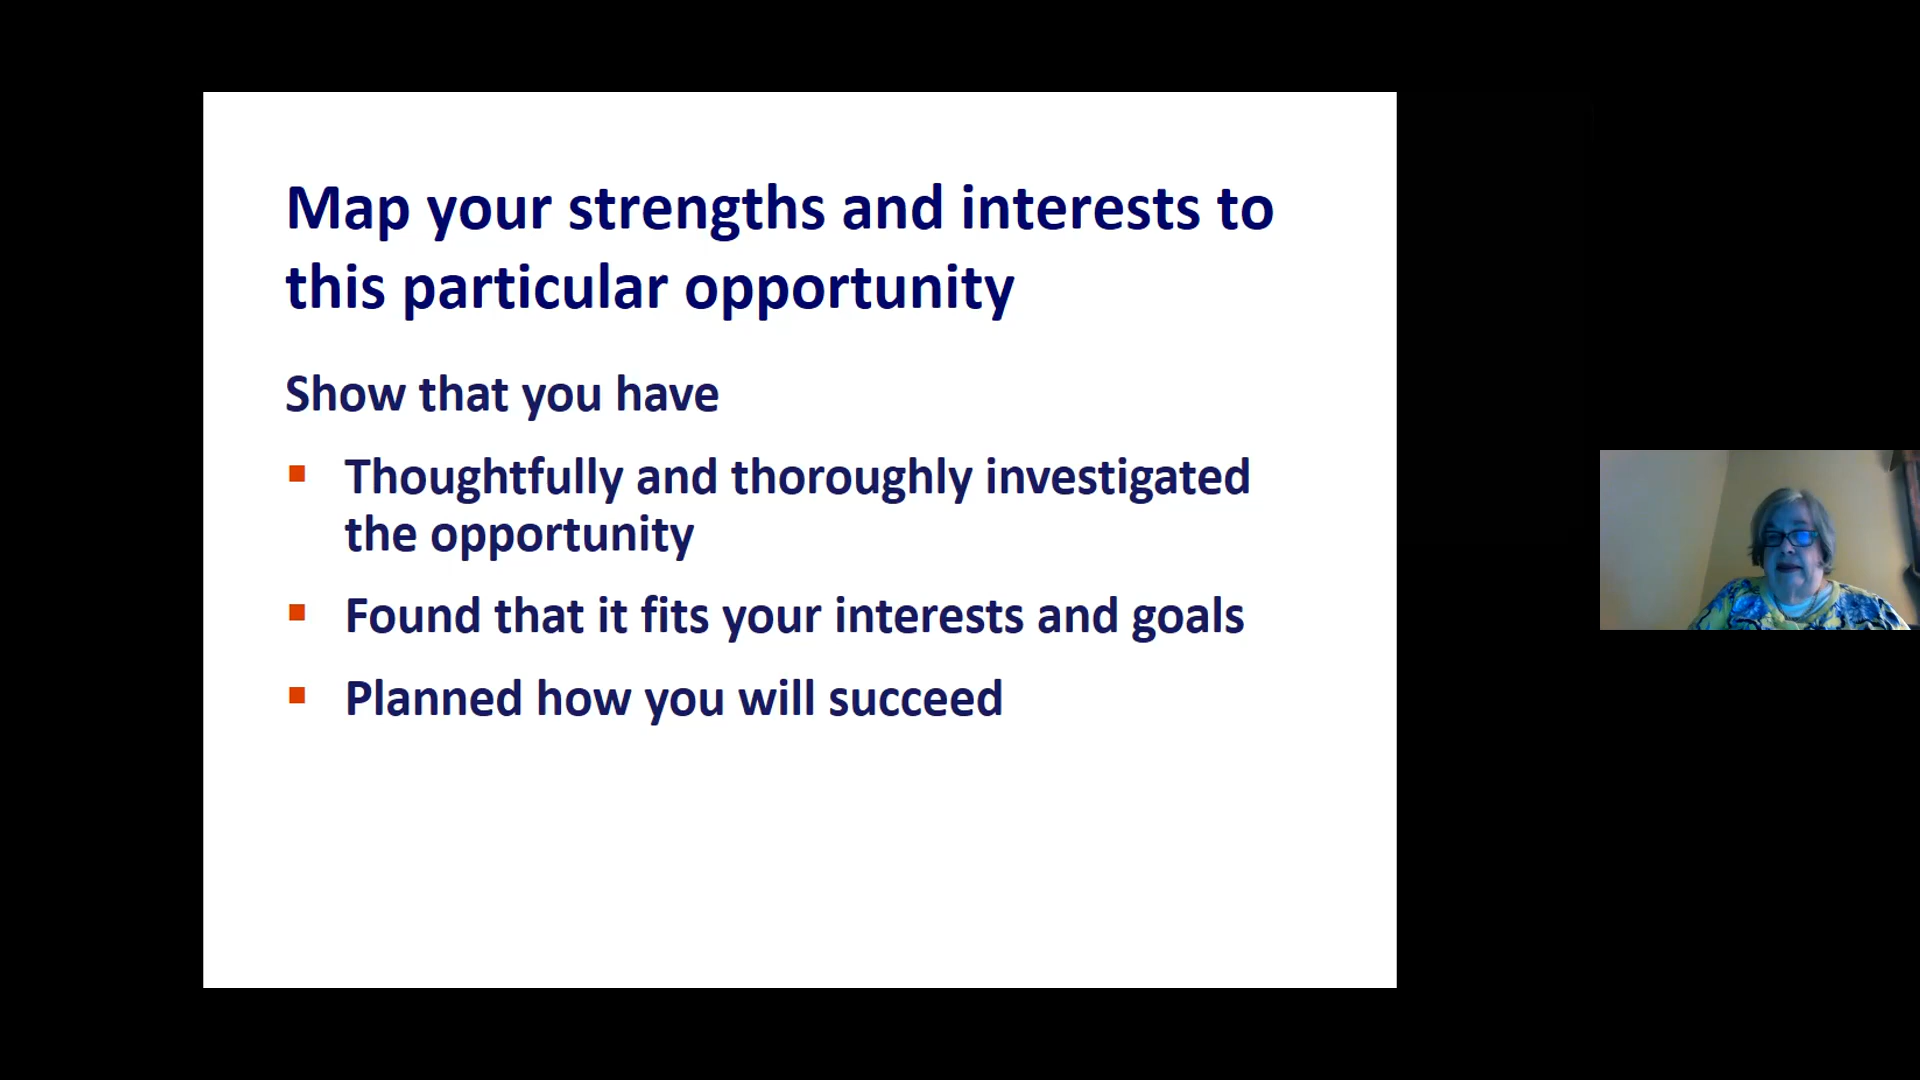 Map your strengths and interests to
this particular opportunity
Show that you have
Thoughtfully and thoroughly investigated
the opportunity
Found that it fits your interests and goals
Planned how you will succeed